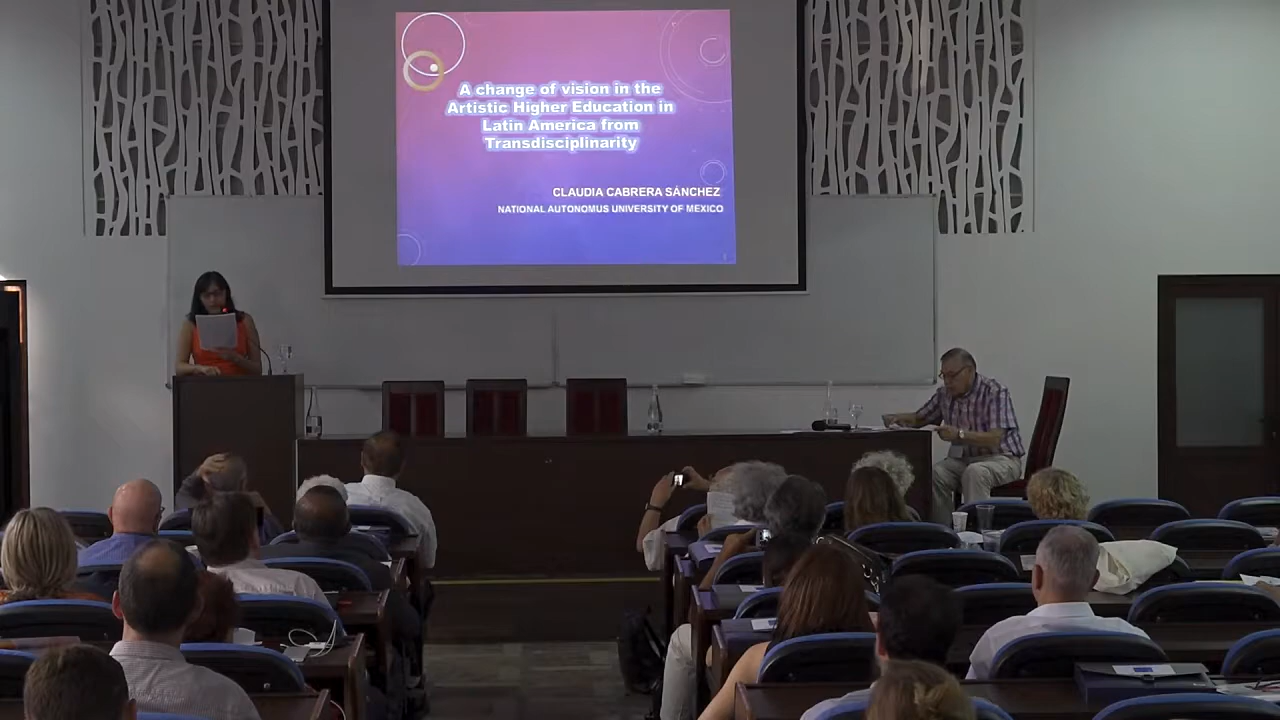 A change of vision in the
Artistic Higher Education in
Latin America from
Transdisciplinarity
CLAUDIA CABRERA SÁNCHEZ
NATIONAL AUTONOMUS UNIVERSITY OF MEXICO